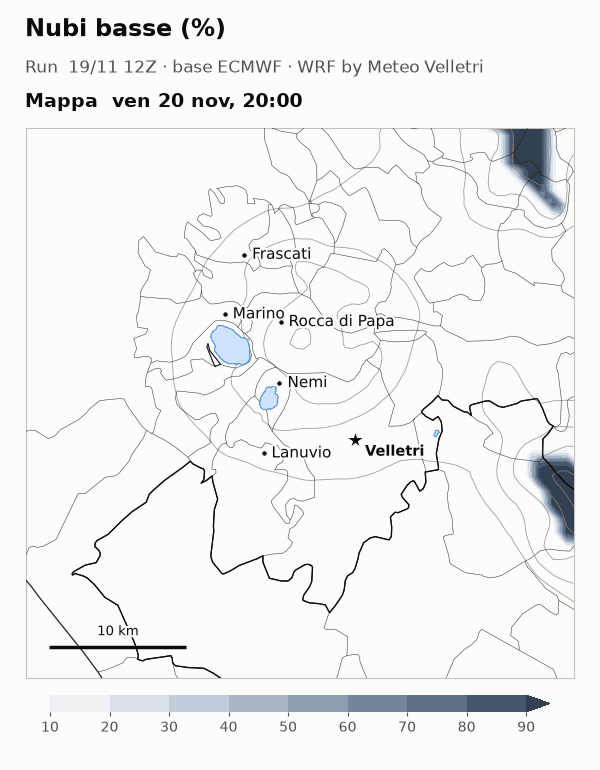 Nubi basse (%)
Run  19/11 12Z · base ECMWF · WRF by Meteo Velletri
Mappa  ven 20 nov, 20:00
Frascati
Marino
Rocca di Papa
Nemi
Velletri
Lanuvio
10 km
10 20 30 40 50 60 70 80 90